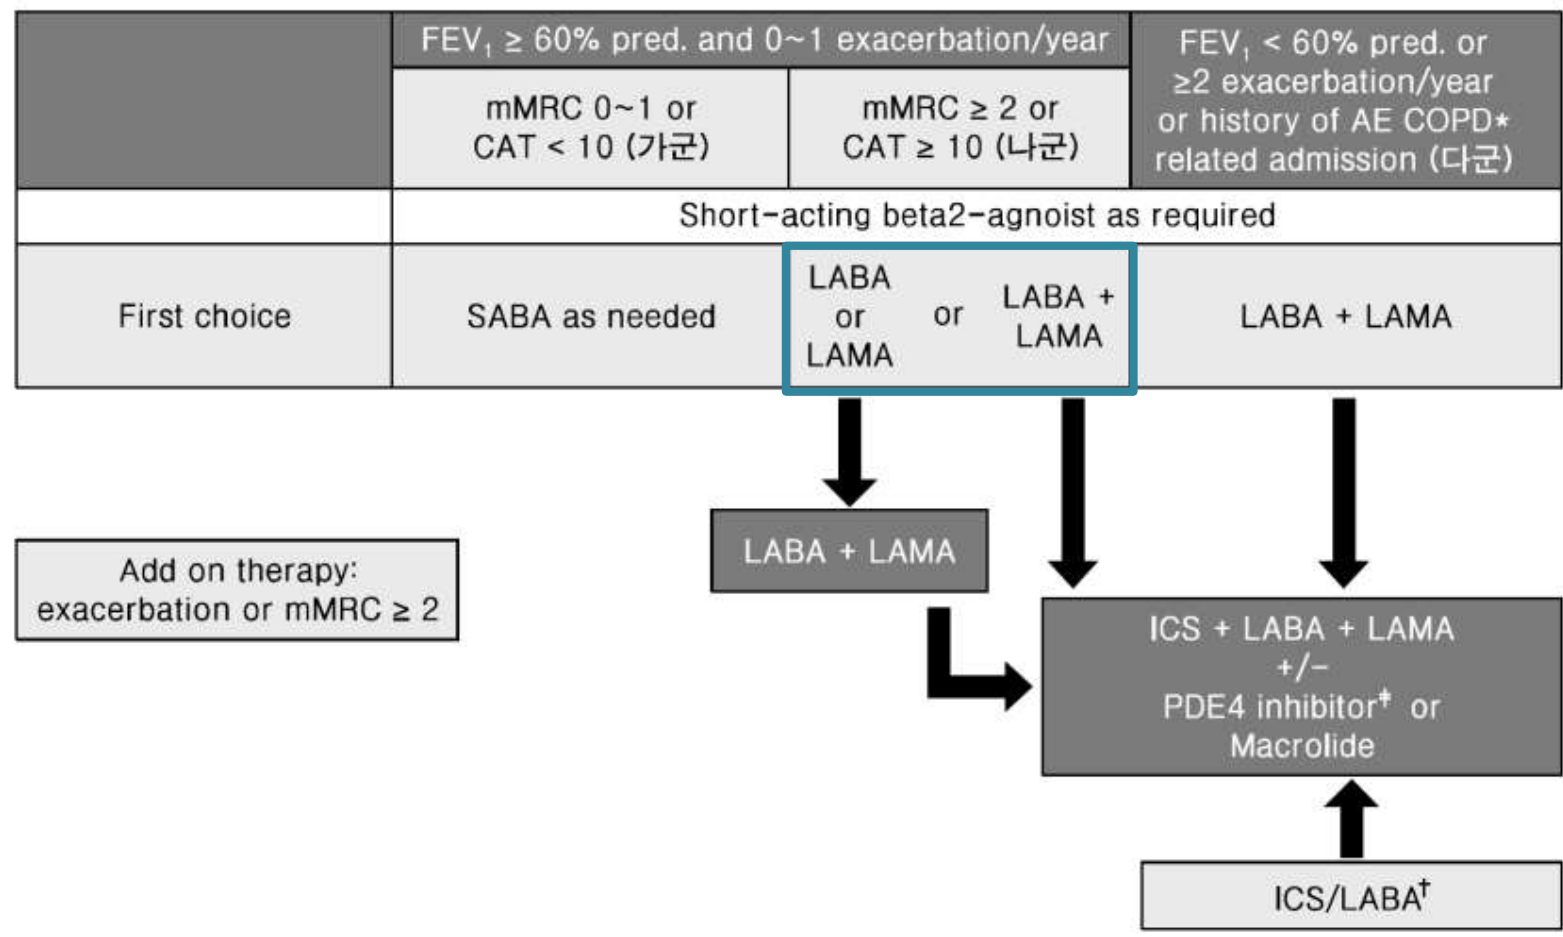 FEV₁ ≥ 60% pred. and 0~1 exacerbation/year
FEV₁ < 60% pred. or
≥2 exacerbation/year
or history of AE COPD*
related admission (다군)
mMRC 0~1 or
CAT < 10 (가군)
mMRC ≥ 2 or
CAT ≥ 10 (나군)
Short-acting beta2-agnoist as required
First choice
SABA as needed
LABA
or
LAMA
or
LABA +
LAMA
LABA + LAMA
LABA + LAMA
Add on therapy:
exacerbation or mMRC ≥ 2
ICS + LABA + LAMA
+/-
PDE4 inhibitor‡ or
Macrolide
ICS/LABA†